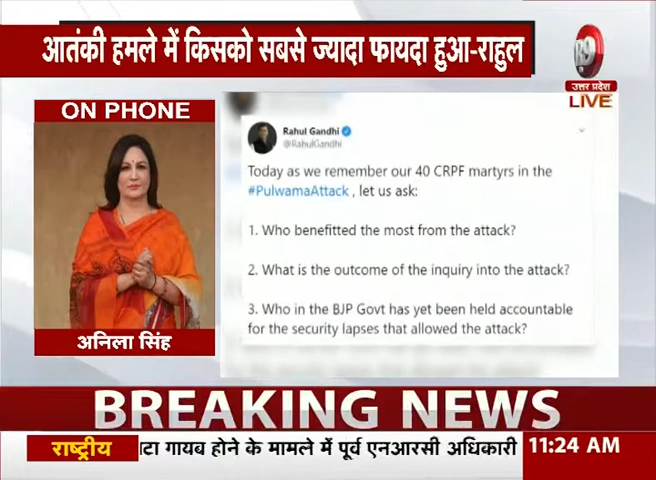 आतंकी हमले में किसको सबसे ज्यादा फायदा हुआ-राहुल
R9
उत्तर प्रदेश
LIVE
ON PHONE
अनिला सिंह
Rahul Gandhi
@RahulGandhi
Today as we remember our 40 CRPF martyrs in the
#PulwamaAttack , let us ask:
1. Who benefitted the most from the attack?
2. What is the outcome of the inquiry into the attack?
3. Who in the BJP Govt has yet been held accountable
for the security lapses that allowed the attack?
BREAKING NEWS
राष्ट्रीय
गायब होने के मामले में पूर्व एनआरसी अधिकारी
11:24 AM